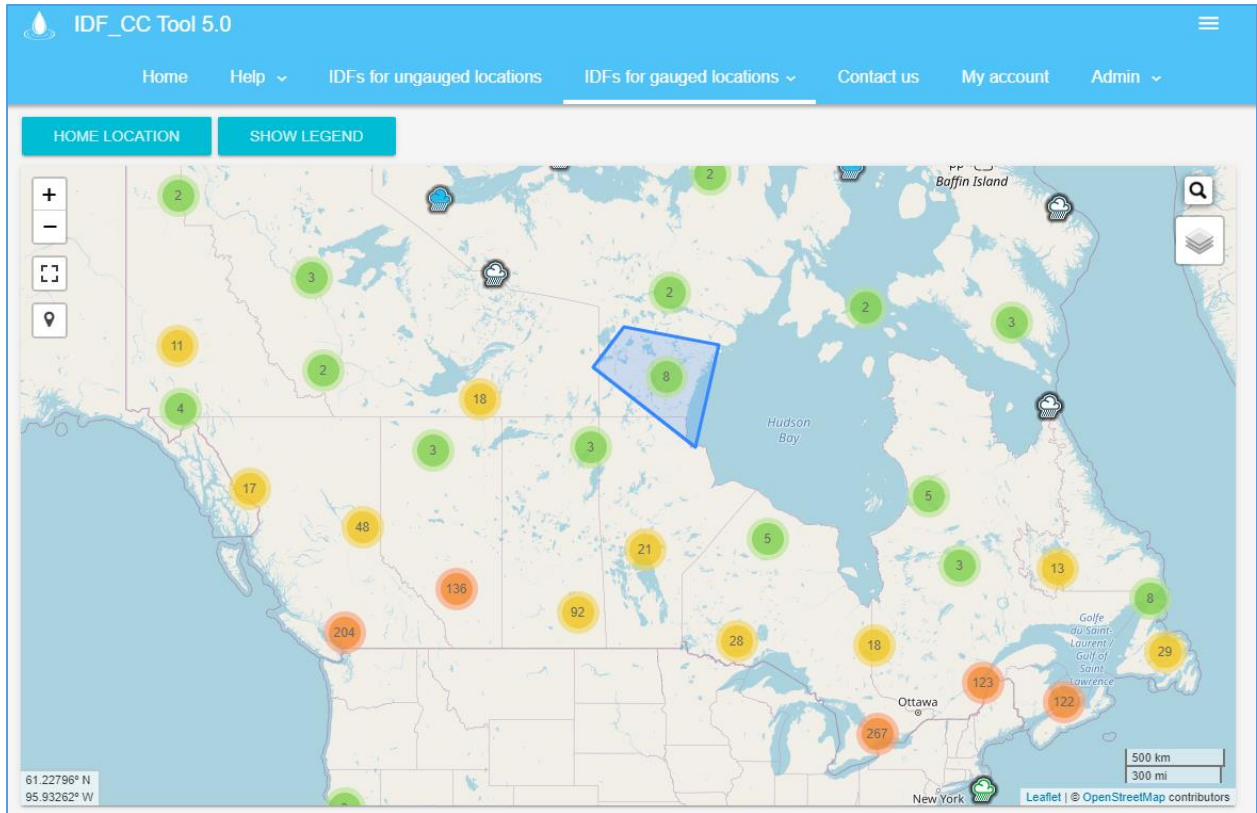 IDF_CC Tool 5.0
Home Help IDFs for ungauged locations IDFs for gauged locations Contact us My account Admin
HOME LOCATION SHOW LEGEND
Baffin Island
2
2
+
−
3
2
2
3
11
8
2
4
18
Hudson
Bay
3
3
17
5
48
21
5
3
13
136
92
8
204
28
18
Golfe
du Saint-
Laurent /
Gulf of
Saint
Lawrence
29
123
122
Ottawa
267
500 km
300 mi
61.22796° N
95.93262° W
New York
Leaflet | © OpenStreetMap contributors